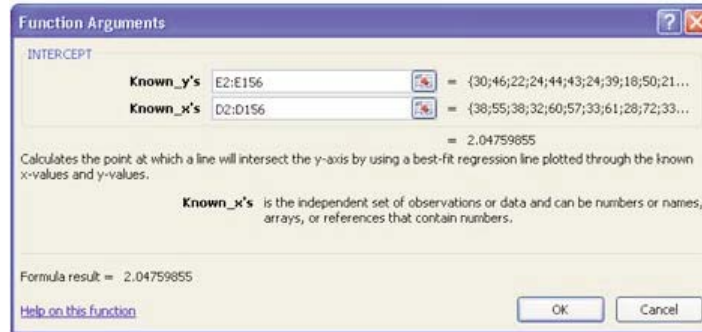 Function Arguments
INTERCEPT
Known_y's E2:E156 = {30;46;22;24;44;43;24;39;18;50;21...
Known_x's D2:D156 = {38;55;38;32;60;57;33;61;28;72;33...
= 2.04759855
Calculates the point at which a line will intersect the y-axis by using a best-fit regression line plotted through the known
x-values and y-values.
Known_x's is the independent set of observations or data and can be numbers or names,
arrays, or references that contain numbers.
Formula result = 2.04759855
Help on this function OK Cancel